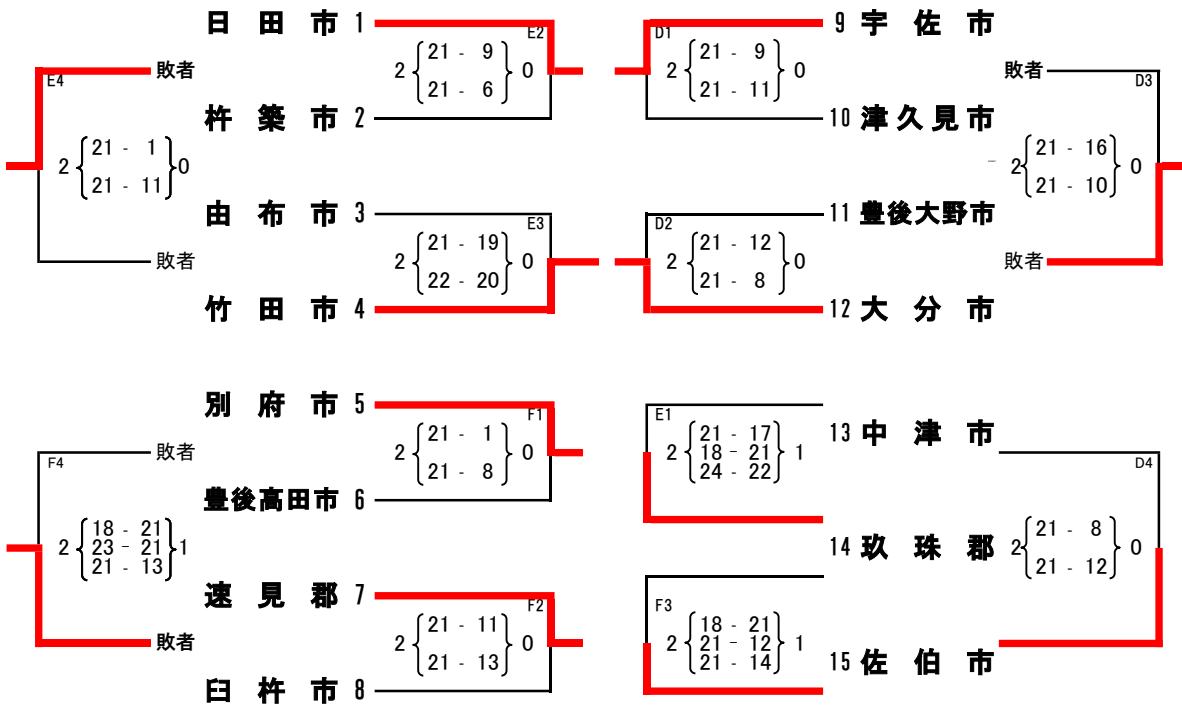 日田市 1
E2
2 21 - 9 0
21 - 6
杵築市 2
E4
敗者
2 21 - 1 0
21 - 11
敗者
由布市 3
E3
2 21 - 19 0
22 - 20
竹田市 4
9 宇佐市
D1
2 21 - 9 0
21 - 11
10 津久見市
敗者
D3
2 21 - 16 0
21 - 10
敗者
11 豊後大野市
D2
2 21 - 12 0
21 - 8
12 大分市
別府市 5
F1
2 21 - 1 0
21 - 8
豊後高田市 6
敗者
F4
2 18 - 21 1
23 - 21
21 - 13
敗者
速見郡 7
F2
2 21 - 11 0
21 - 13
臼杵市 8
E1
13 中津市
2 21 - 17 1
18 - 21
24 - 22
14 玖珠郡
D4
2 21 - 8 0
21 - 12
F3
2 18 - 21 1
21 - 12
21 - 14
15 佐伯市